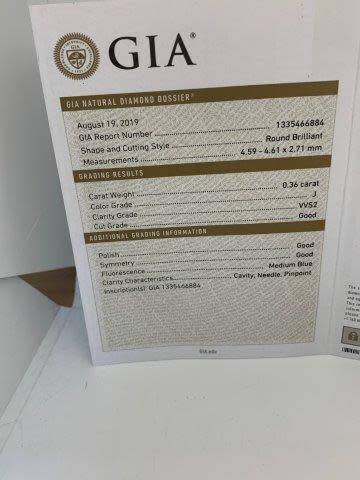 GIA®
GIA NATURAL DIAMOND DOSSIER®
August 19, 2019
GIA Report Number 1335466884
Shape and Cutting Style Round Brilliant
Measurements 4.59 - 4.61 x 2.71 mm
GRADING RESULTS
Carat Weight 0.36 carat
Color Grade J
Clarity Grade VVS2
Cut Grade Good
ADDITIONAL GRADING INFORMATION
Polish Good
Symmetry Good
Fluorescence Medium Blue
Clarity Characteristics Cavity, Needle, Pinpoint
Inscription(s): GIA 1335466884
GIA.edu